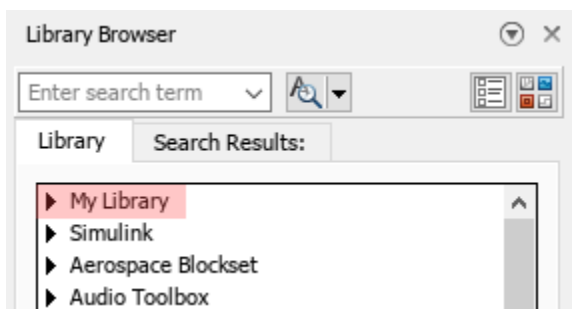 Library Browser
Enter search term
Library Search Results:
My Library
Simulink
Aerospace Blockset
Audio Toolbox